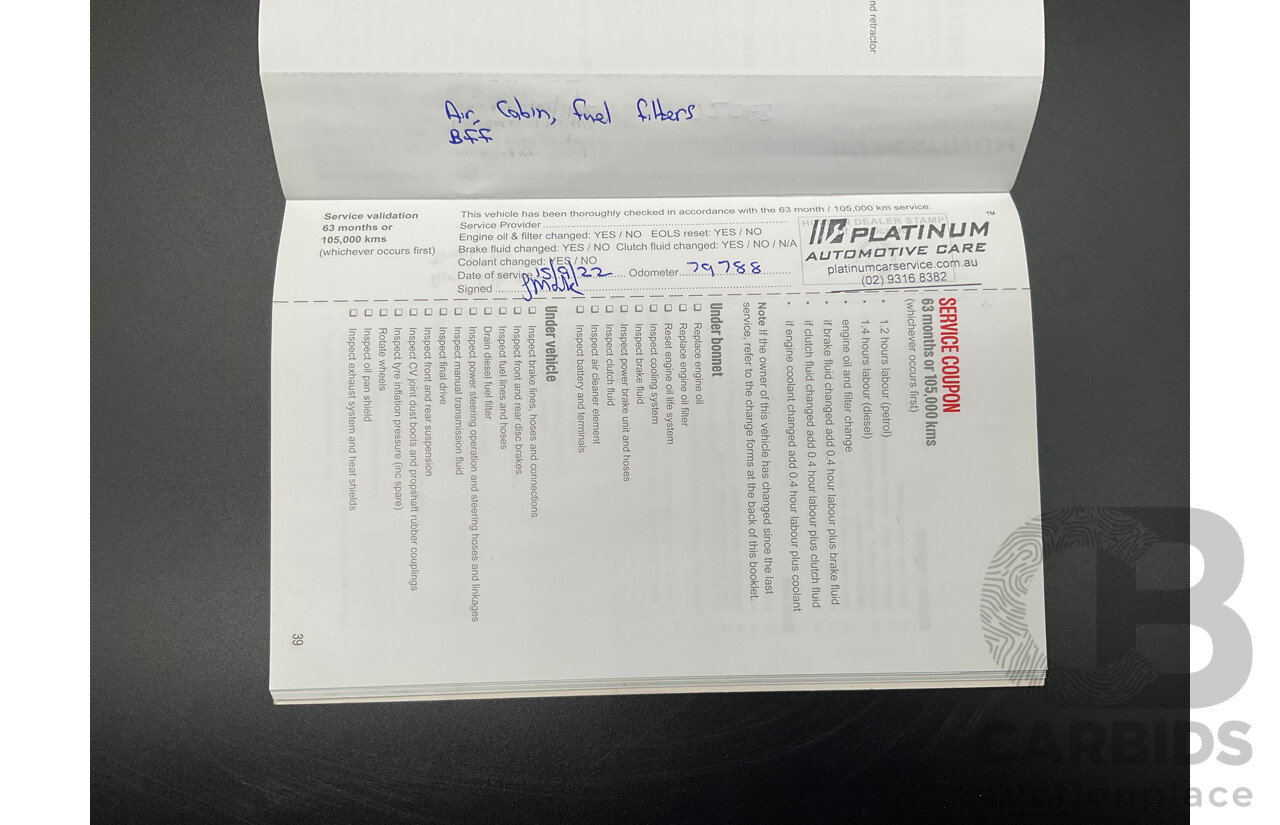 nd retractor
Air, Cabin, fuel filters
BFF
Service validation
63 months or
105,000 kms
(whichever occurs first)
This vehicle has been thoroughly checked in accordance with the 63 month / 105,000 km service.
Service Provider
Engine oil & filter changed: YES / NO EOLS reset: YES / NO
Brake fluid changed: YES / NO Clutch fluid changed: YES / NO / N/A
Coolant changed: YES / NO
Date of service 15/9/22 Odometer 79788
Signed
DEALER STAMP
PLATINUM™
AUTOMOTIVE CARE
platinumcarservice.com.au
(02) 9316 8382
SERVICE COUPON
63 months or 105,000 kms
(whichever occurs first)
• 1.2 hours labour (petrol)
• 1.4 hours labour (diesel)
• engine oil and filter change
• if brake fluid changed add 0.4 hour labour plus brake fluid
• if clutch fluid changed add 0.4 hour labour plus clutch fluid
• if engine coolant changed add 0.4 hour labour plus coolant
Note If the owner of this vehicle has changed since the last
service, refer to the change forms at the back of this booklet.
Under bonnet
❑ Replace engine oil
❑ Replace engine oil filter
❑ Reset engine oil life system
❑ Inspect cooling system
❑ Inspect brake fluid
❑ Inspect power brake unit and hoses
❑ Inspect clutch fluid
❑ Inspect air cleaner element
❑ Inspect battery and terminals
Under vehicle
❑ Inspect brake lines, hoses and connections
❑ Inspect front and rear disc brakes
❑ Inspect fuel lines and hoses
❑ Drain diesel fuel filter
❑ Inspect power steering operation and steering hoses and linkages
❑ Inspect manual transmission fluid
❑ Inspect final drive
❑ Inspect front and rear suspension
❑ Inspect CV joint dust boots and propshaft rubber couplings
❑ Inspect tyre inflation pressure (inc spare)
❑ Rotate wheels
❑ Inspect oil pan shield
❑ Inspect exhaust system and heat shields
39
CARBIDS